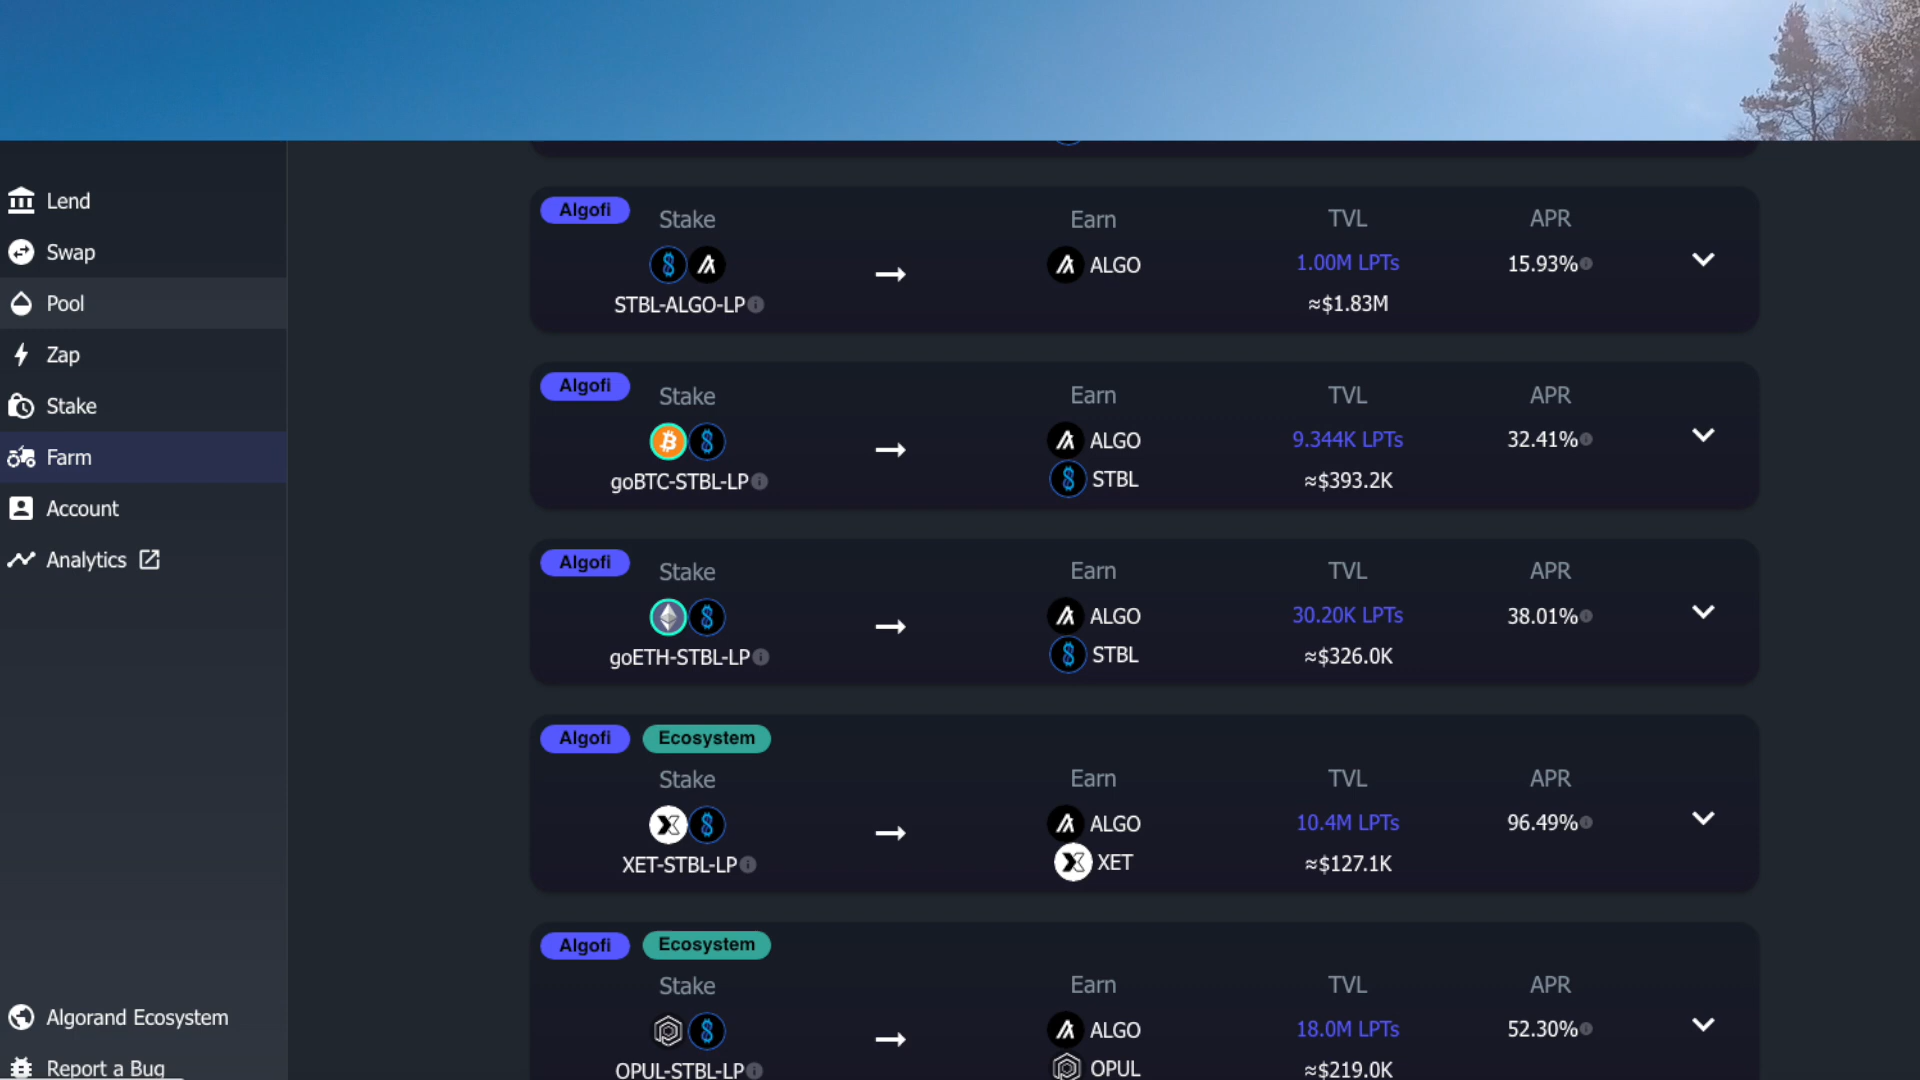 Lend
Swap
Pool
Zap
Stake
Farm
Account
Analytics
Algorand Ecosystem
Report a Bug
Algofi
Stake Earn TVL APR
ALGO 1.00M LPTs 15.93%
STBL-ALGO-LP ≈$1.83M
Algofi
Stake Earn TVL APR
ALGO 9.344K LPTs 32.41%
goBTC-STBL-LP STBL ≈$393.2K
Algofi
Stake Earn TVL APR
ALGO 30.20K LPTs 38.01%
goETH-STBL-LP STBL ≈$326.0K
Algofi Ecosystem
Stake Earn TVL APR
ALGO 10.4M LPTs 96.49%
XET-STBL-LP XET ≈$127.1K
Algofi Ecosystem
Stake Earn TVL APR
ALGO 18.0M LPTs 52.30%
OPUL-STBL-LP OPUL ≈$219.0K